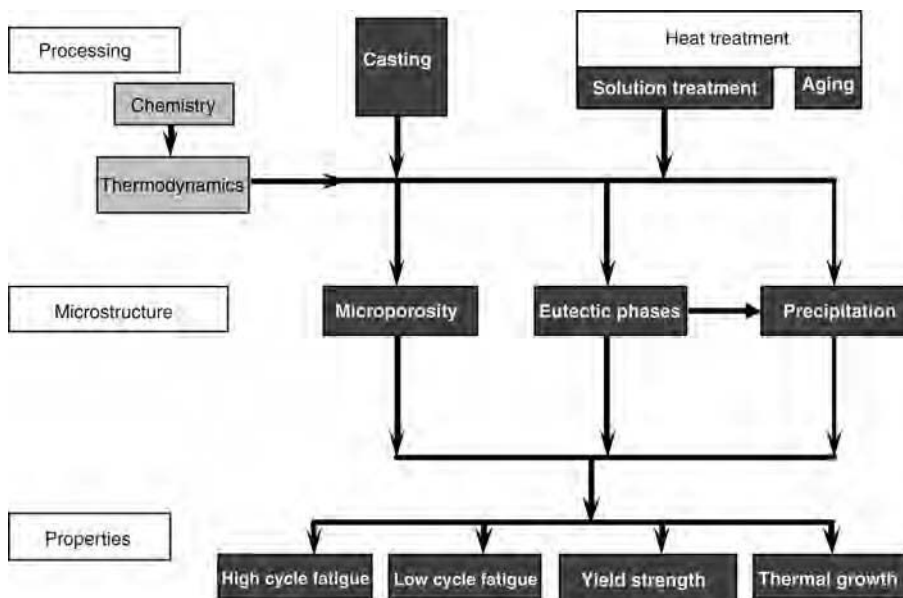 Processing
Casting
Heat treatment
Solution treatment
Aging
Chemistry
Thermodynamics
Microstructure
Microporosity
Eutectic phases
Precipitation
Properties
High cycle fatigue
Low cycle fatigue
Yield strength
Thermal growth